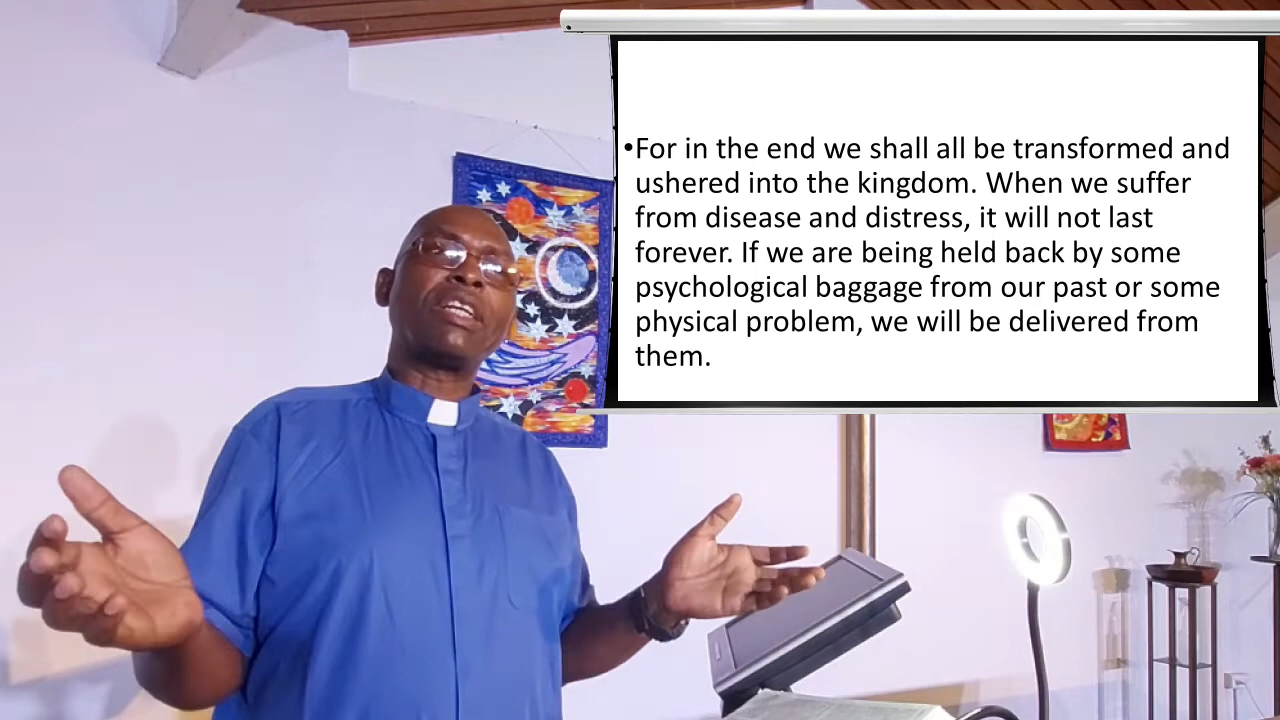 •For in the end we shall all be transformed and
ushered into the kingdom. When we suffer
from disease and distress, it will not last
forever. If we are being held back by some
psychological baggage from our past or some
physical problem, we will be delivered from
them.